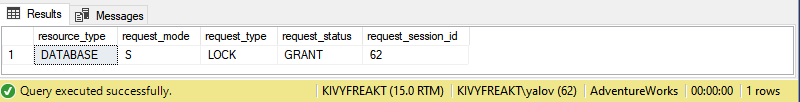 Results Messages
resource_type request_mode request_type request_status request_session_id
1 DATABASE S LOCK GRANT 62
Query executed successfully. KIVYFREAKT (15.0 RTM) KIVYFREAKT\yalov (62) AdventureWorks 00:00:00 1 rows